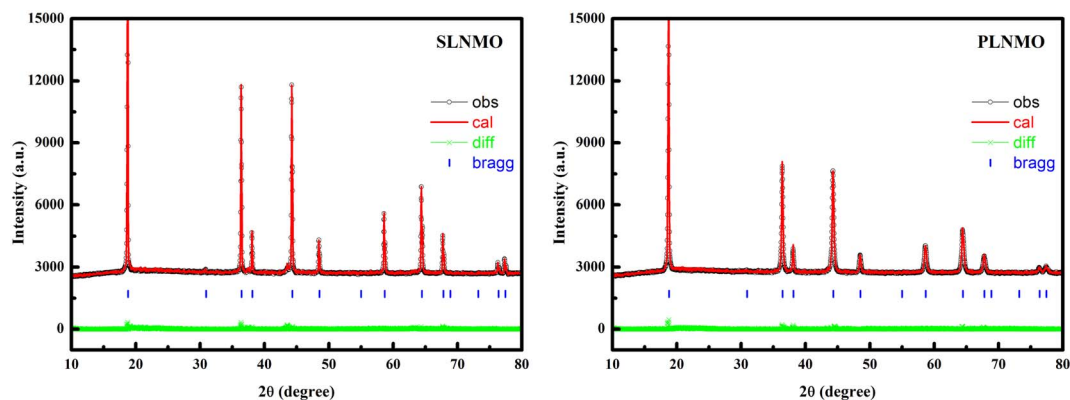 SLNMO
obs
cal
diff
bragg
15000
12000
9000
6000
3000
0
Intensity (a.u.)
10 20 30 40 50 60 70 80
2θ (degree)
PLNMO
obs
cal
diff
bragg
15000
12000
9000
6000
3000
0
Intensity (a.u.)
10 20 30 40 50 60 70 80
2θ (degree)